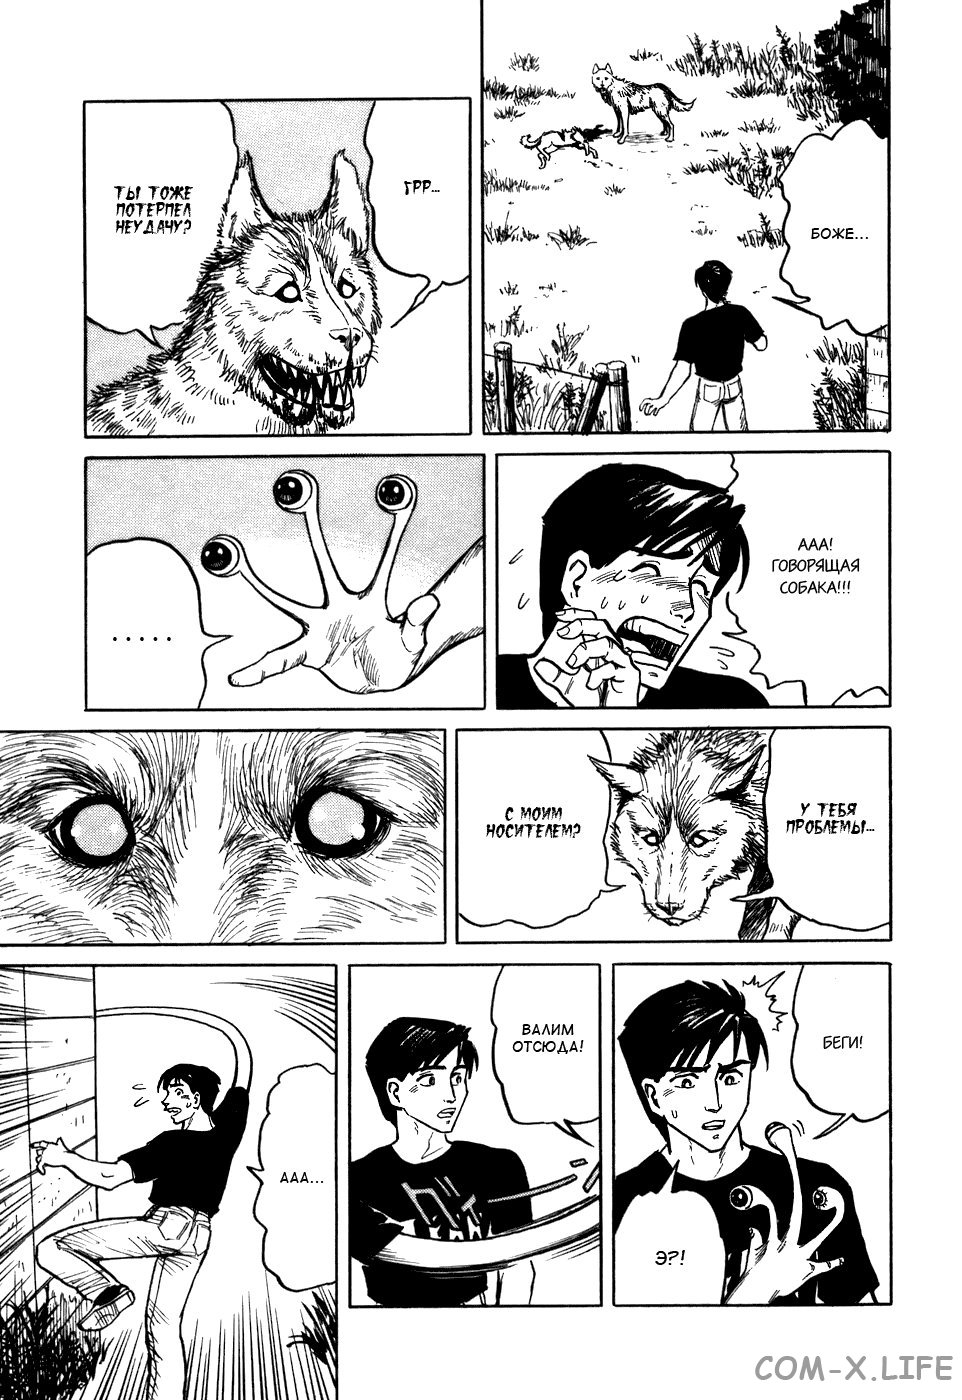 БОЖЕ...
ГРР...
ТЫ ТОЖЕ
ПОТЕРПЕЛ
НЕУДАЧУ?
ААА!
ГОВОРЯЩАЯ
СОБАКА!!!
.....
У ТЕБЯ
ПРОБЛЕМЫ...
С МОИМ
НОСИТЕЛЕМ?
БЕГИ!
Э?!
ВАЛИМ
ОТСЮДА!
ААА...
COM-X.LIFE